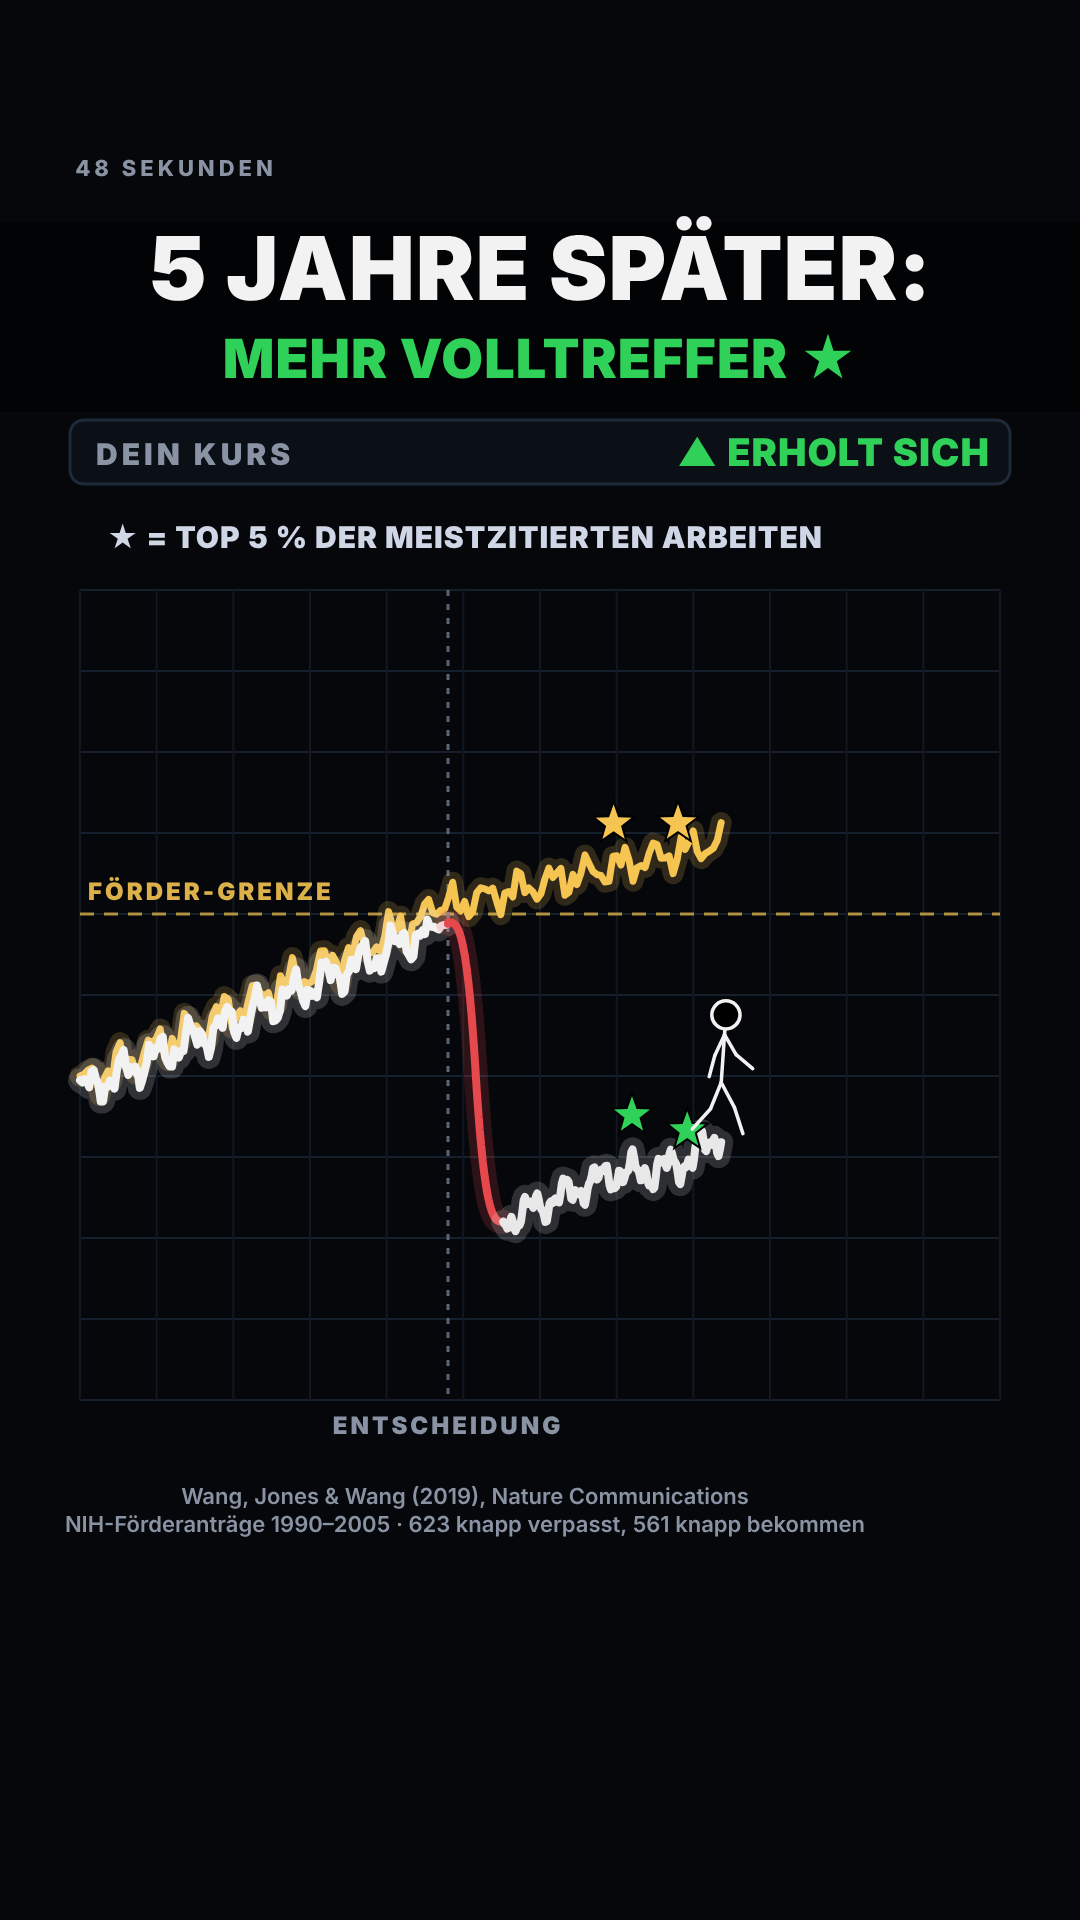 48 SEKUNDEN
5 JAHRE SPÄTER:
MEHR VOLLTREFFER ★
DEIN KURS
▲ ERHOLT SICH
★ = TOP 5 % DER MEISTZITIERTEN ARBEITEN
FÖRDER-GRENZE
ENTSCHEIDUNG
Wang, Jones & Wang (2019), Nature Communications
NIH-Förderanträge 1990–2005 · 623 knapp verpasst, 561 knapp bekommen